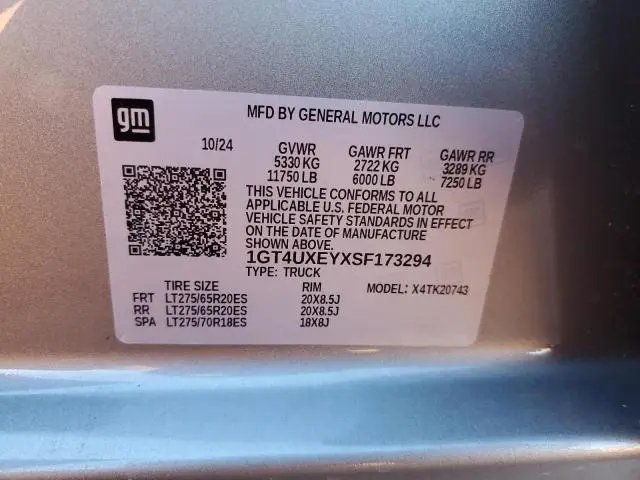 gm
MFD BY GENERAL MOTORS LLC
10/24 GVWR GAWR FRT GAWR RR
5330 KG 2722 KG 3289 KG
11750 LB 6000 LB 7250 LB
THIS VEHICLE CONFORMS TO ALL
APPLICABLE U.S. FEDERAL MOTOR
VEHICLE SAFETY STANDARDS IN EFFECT
ON THE DATE OF MANUFACTURE
SHOWN ABOVE.
1GT4UXEYXSF173294
TYPE: TRUCK
TIRE SIZE RIM MODEL: X4TK20743
FRT LT275/65R20ES 20X8.5J
RR LT275/65R20ES 20X8.5J
SPA LT275/70R18ES 18X8J